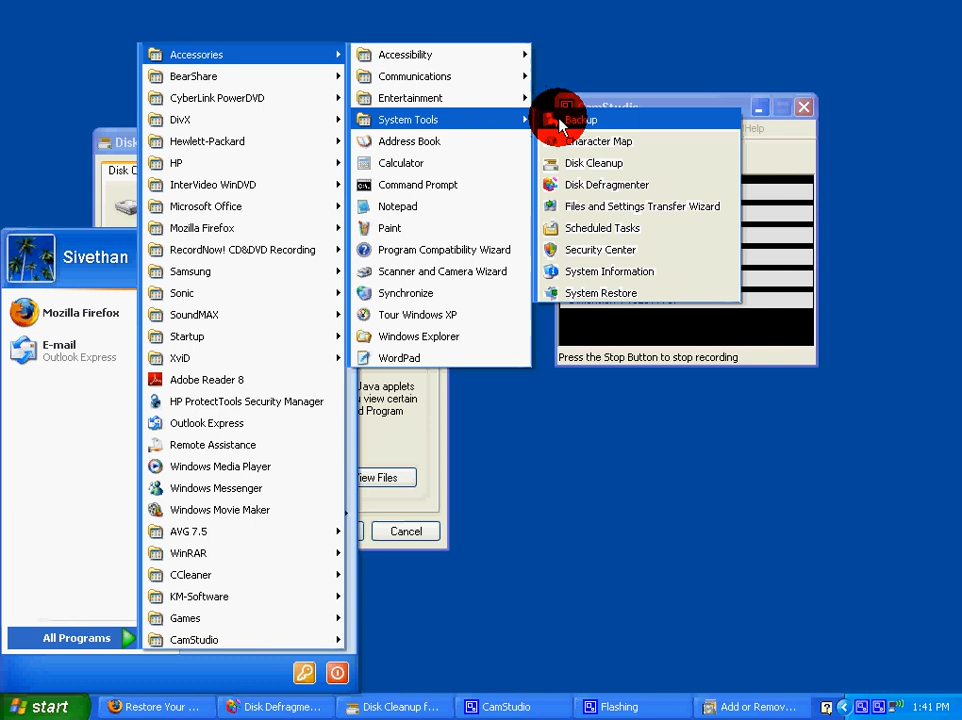 Accessories
BearShare
CyberLink PowerDVD
DivX
Hewlett-Packard
HP
InterVideo WinDVD
Microsoft Office
Mozilla Firefox
RecordNow! CD&DVD Recording
Samsung
Sonic
SoundMAX
Startup
XviD
Adobe Reader 8
HP ProtectTools Security Manager
Outlook Express
Remote Assistance
Windows Media Player
Windows Messenger
Windows Movie Maker
AVG 7.5
WinRAR
CCleaner
KM-Software
Games
CamStudio
Accessibility
Communications
Entertainment
System Tools
Address Book
Calculator
Command Prompt
Notepad
Paint
Program Compatibility Wizard
Scanner and Camera Wizard
Synchronize
Tour Windows XP
Windows Explorer
WordPad
Backup
Character Map
Disk Cleanup
Disk Defragmenter
Files and Settings Transfer Wizard
Scheduled Tasks
Security Center
System Information
System Restore
CamStudio
Help
Press the Stop Button to stop recording
Disk
Disk C
Java applets
view certain
d Program
iew Files
Cancel
Sivethan
Mozilla Firefox
E-mail
Outlook Express
All Programs
start
Restore Your ...
Disk Defragme...
Disk Cleanup f...
CamStudio
Flashing
Add or Remov...
1:41 PM